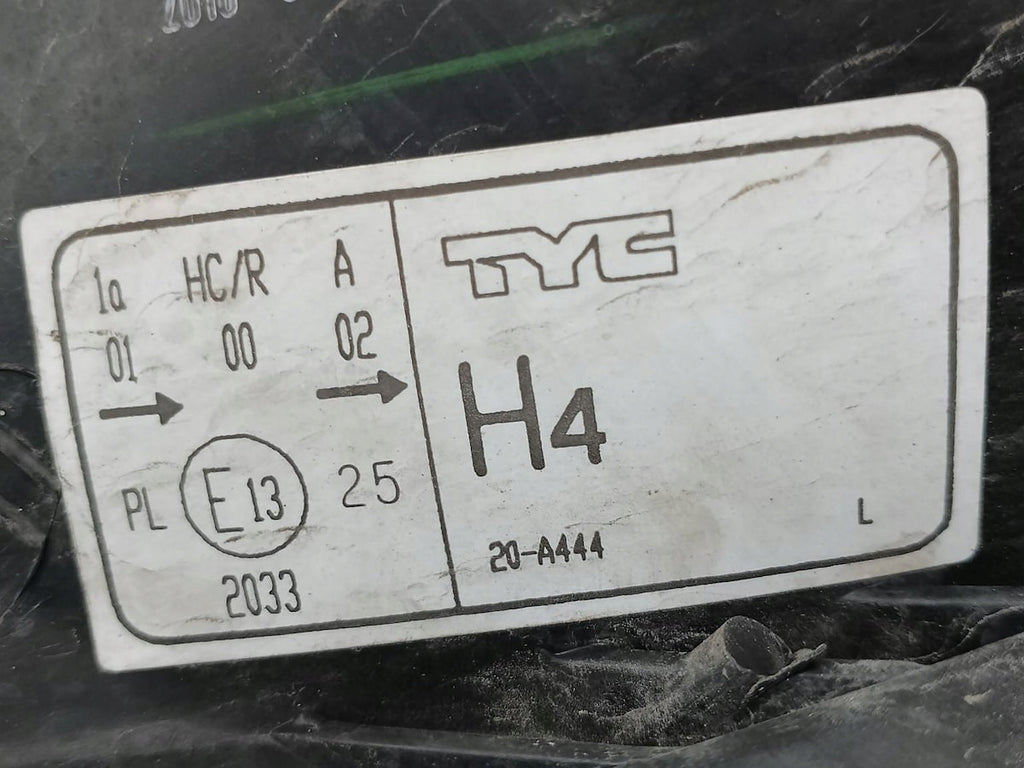 1a HC/R A
01 00 02
PL E13 25
2033
TYC
H4
20-A444 L